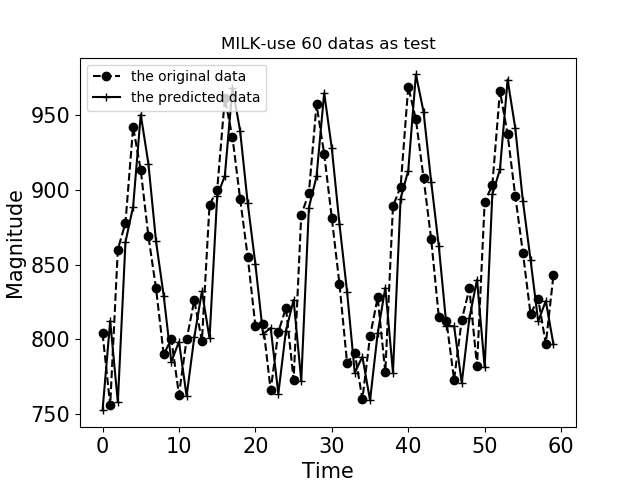 MILK-use 60 datas as test
the original data
the predicted data
950
900
850
800
750
Magnitude
0 10 20 30 40 50 60
Time